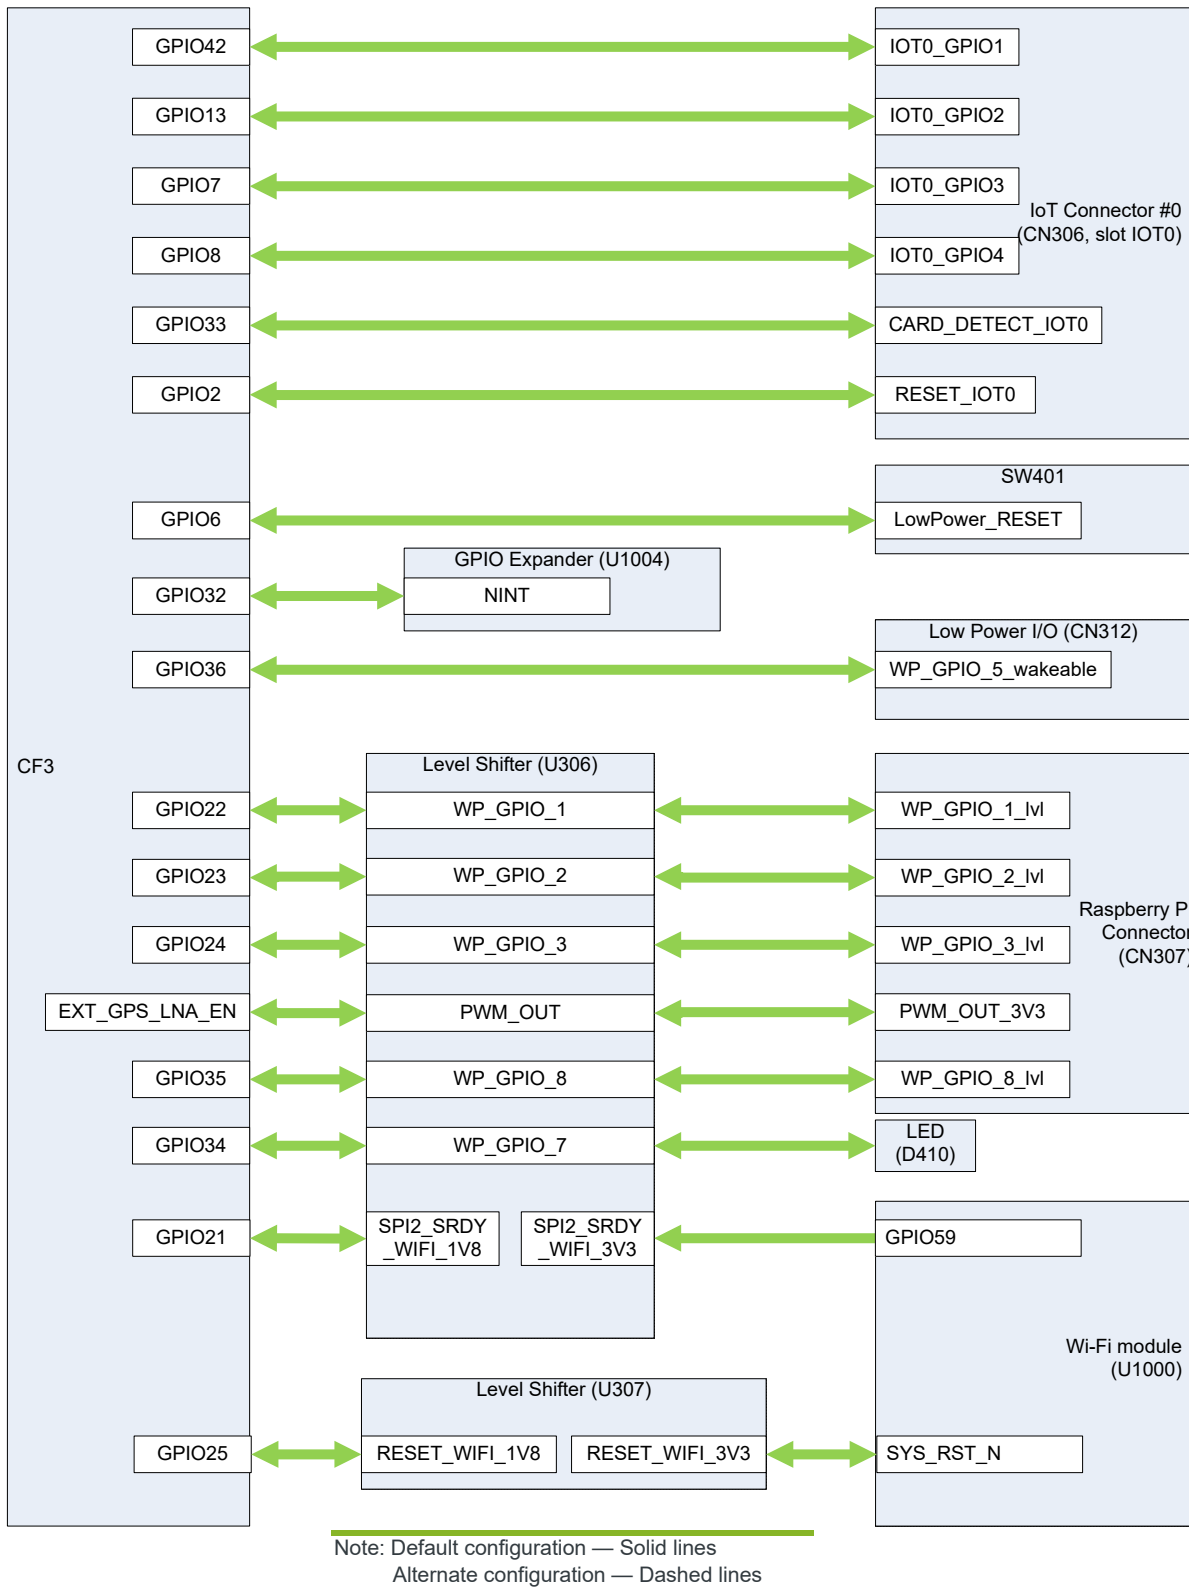 GPIO42
IOT0_GPIO1
GPIO13
IOT0_GPIO2
GPIO7
IOT0_GPIO3
IoT Connector #0
(CN306, slot IOT0)
GPIO8
IOT0_GPIO4
GPIO33
CARD_DETECT_IOT0
GPIO2
RESET_IOT0
SW401
GPIO6
LowPower_RESET
GPIO Expander (U1004)
GPIO32
NINT
Low Power I/O (CN312)
GPIO36
WP_GPIO_5_wakeable
CF3
Level Shifter (U306)
GPIO22
WP_GPIO_1
WP_GPIO_1_lvl
GPIO23
WP_GPIO_2
WP_GPIO_2_lvl
Raspberry P
Connector
(CN307)
GPIO24
WP_GPIO_3
WP_GPIO_3_lvl
EXT_GPS_LNA_EN
PWM_OUT
PWM_OUT_3V3
GPIO35
WP_GPIO_8
WP_GPIO_8_lvl
GPIO34
WP_GPIO_7
LED
(D410)
GPIO21
SPI2_SRDY
_WIFI_1V8
SPI2_SRDY
_WIFI_3V3
GPIO59
Wi-Fi module
(U1000)
Level Shifter (U307)
GPIO25
RESET_WIFI_1V8
RESET_WIFI_3V3
SYS_RST_N
Note: Default configuration — Solid lines
Alternate configuration — Dashed lines